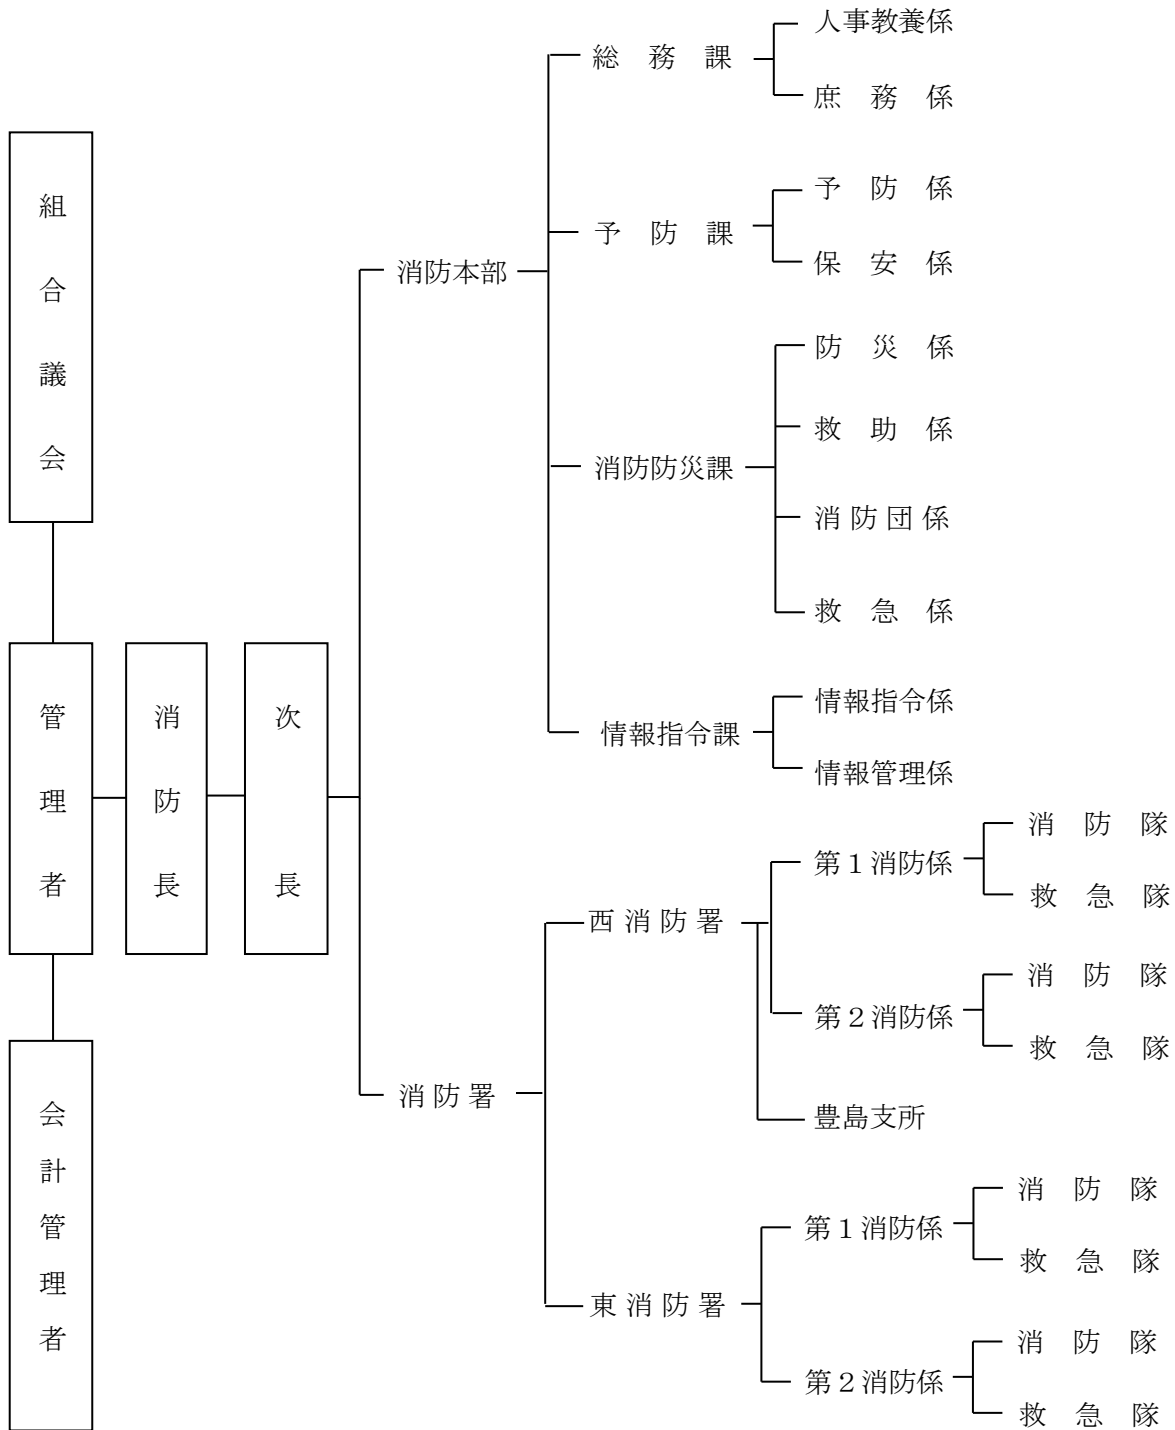 組合議会
管理者
会計管理者
消防長
次長
消防本部
総務課
人事教養係
庶務係
予防課
予防係
保安係
消防防災課
防災係
救助係
消防団係
救急係
情報指令課
情報指令係
情報管理係
消防署
西消防署
第１消防係
消防隊
救急隊
第２消防係
消防隊
救急隊
豊島支所
東消防署
第１消防係
消防隊
救急隊
第２消防係
消防隊
救急隊